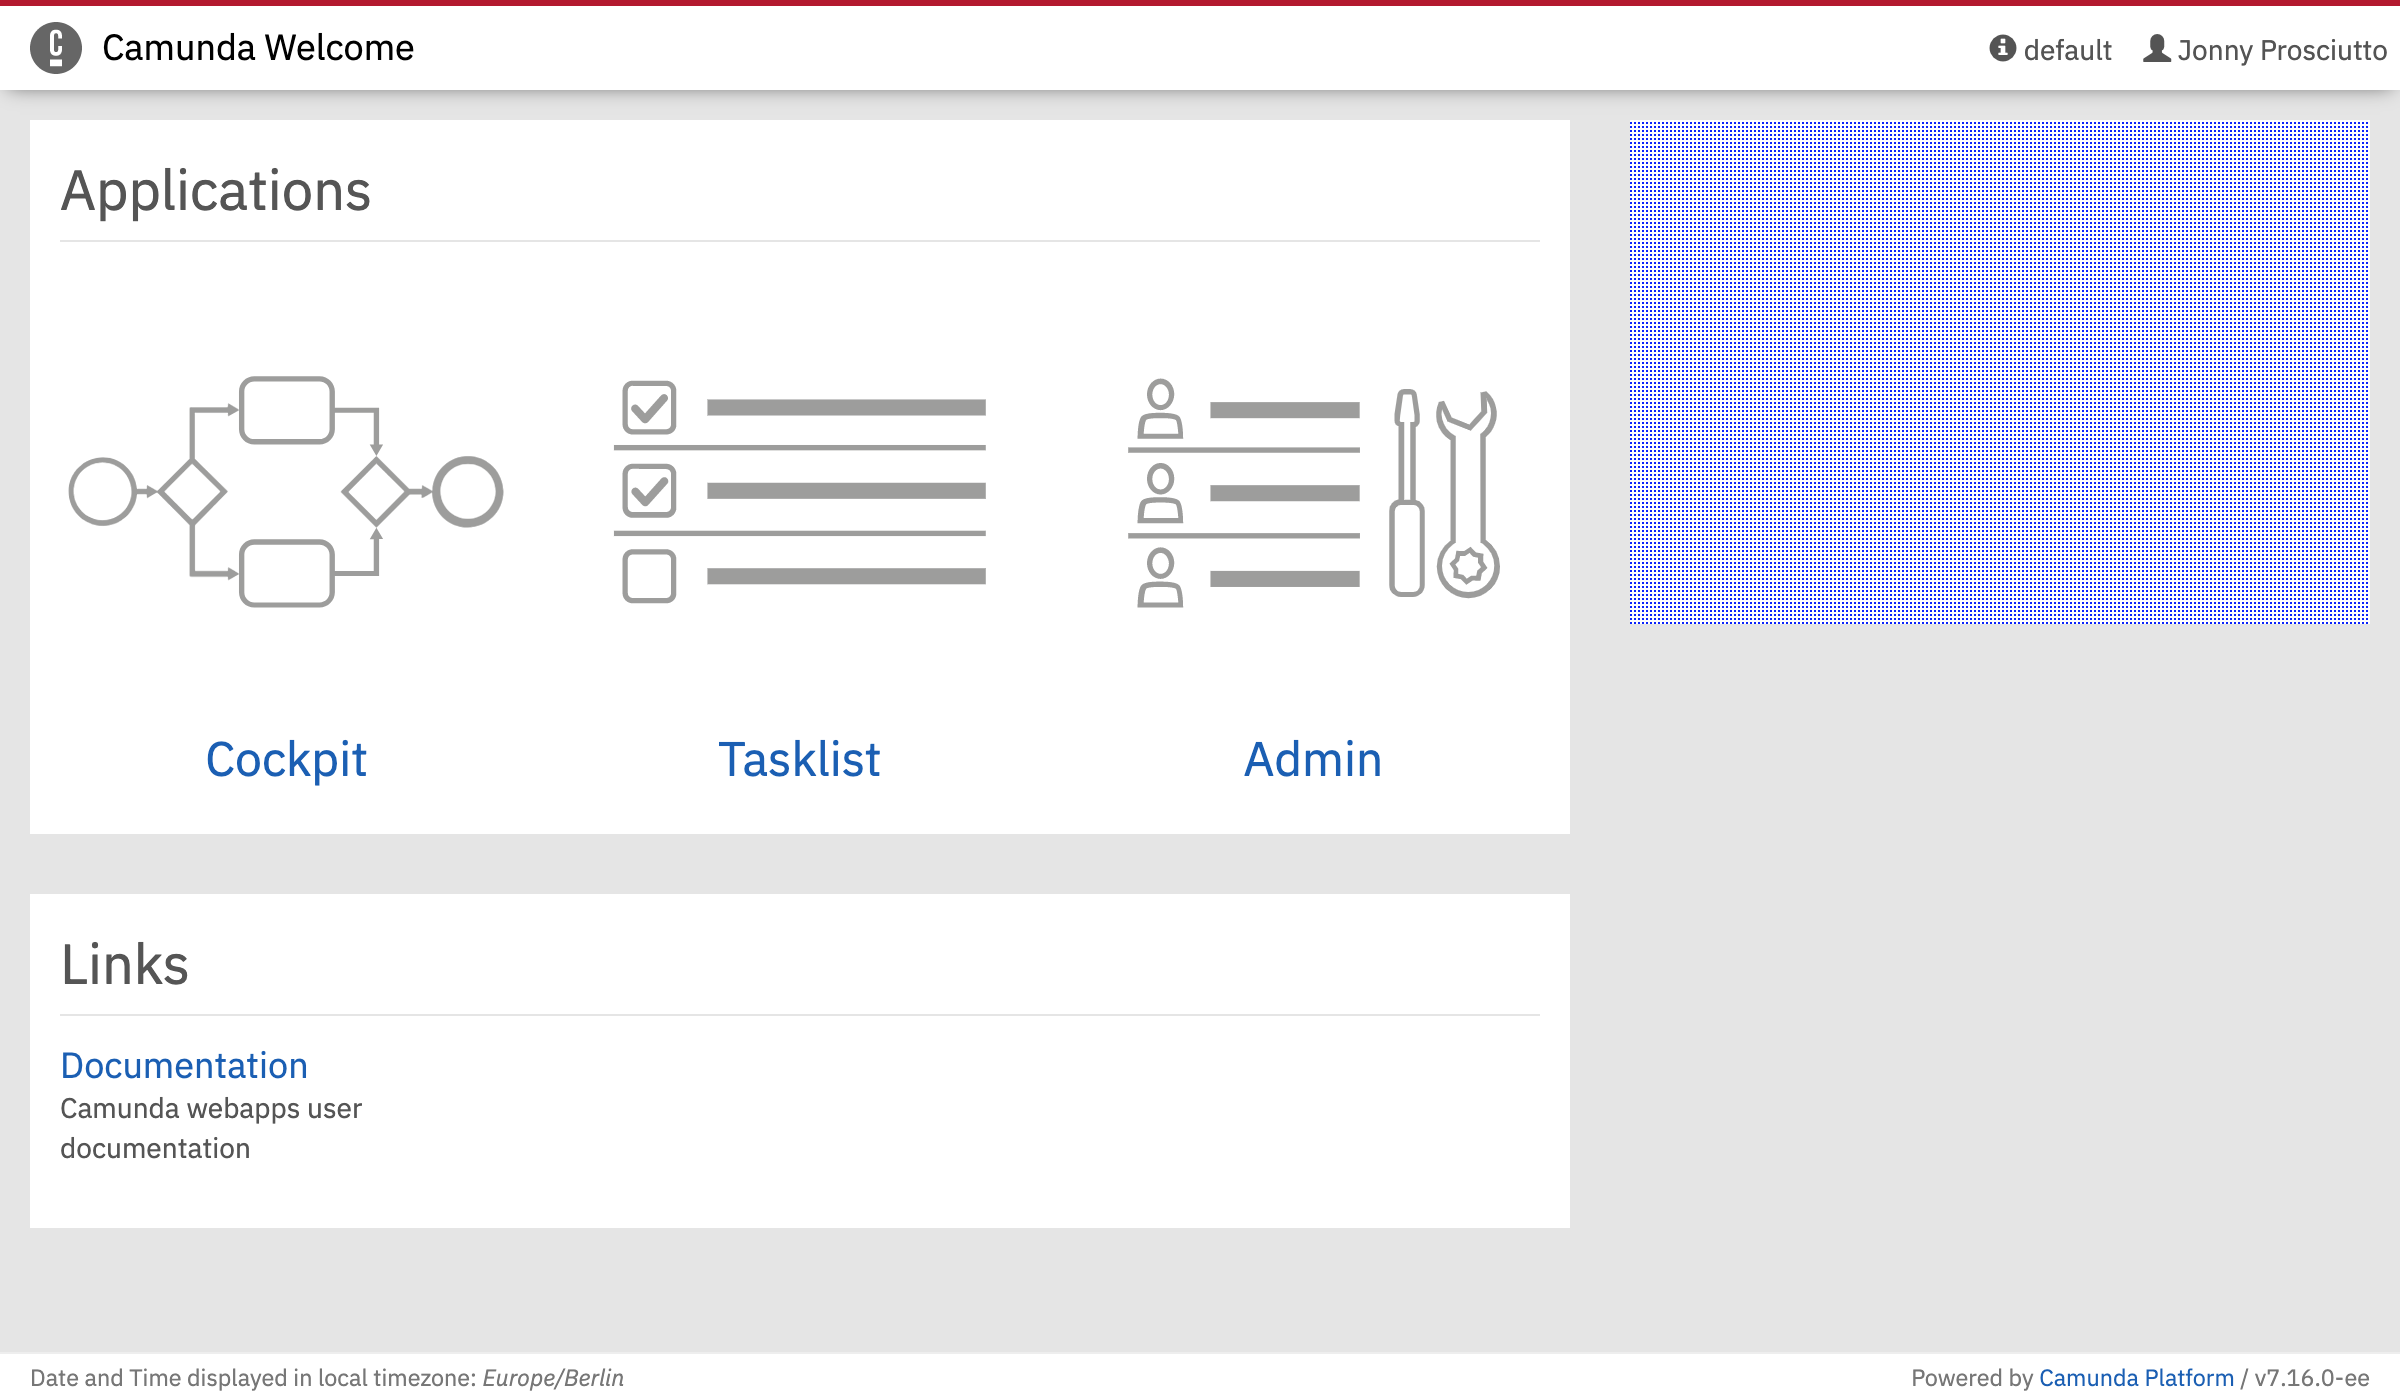 Camunda Welcome
default
Jonny Prosciutto
Applications
Cockpit
Tasklist
Admin
Links
Documentation
Camunda webapps user
documentation
Date and Time displayed in local timezone: Europe/Berlin
Powered by Camunda Platform / v7.16.0-ee